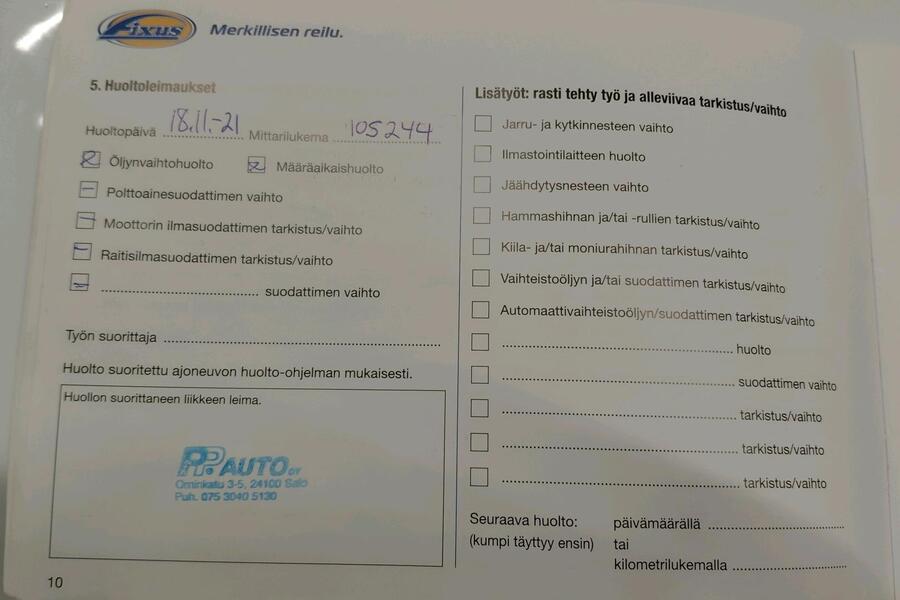 Fixus Merkillisen reilu.
5. Huoltoleimaukset
Huoltopäivä 18.11.-21 Mittarilukema 105244
Öljynvaihtohuolto Määräaikaishuolto
Polttoainesuodattimen vaihto
Moottorin ilmasuodattimen tarkistus/vaihto
Raitisilmasuodattimen tarkistus/vaihto
suodattimen vaihto
Työn suorittaja
Huolto suoritettu ajoneuvon huolto-ohjelman mukaisesti.
Huollon suorittaneen liikkeen leima.
PP. AUTO OY
Ominkatu 3-5, 24100 Salo
Puh. 075 3040 5130
10
Lisätyöt: rasti tehty työ ja alleviivaa tarkistus/vaihto
Jarru- ja kytkinnesteen vaihto
Ilmastointilaitteen huolto
Jäähdytysnesteen vaihto
Hammashihnan ja/tai -rullien tarkistus/vaihto
Kiila- ja/tai moniurahihnan tarkistus/vaihto
Vaihteistoöljyn ja/tai suodattimen tarkistus/vaihto
Automaattivaihteistoöljyn/suodattimen tarkistus/vaihto
huolto
suodattimen vaihto
tarkistus/vaihto
tarkistus/vaihto
tarkistus/vaihto
Seuraava huolto: päivämäärällä
(kumpi täyttyy ensin) tai
kilometrilukemalla